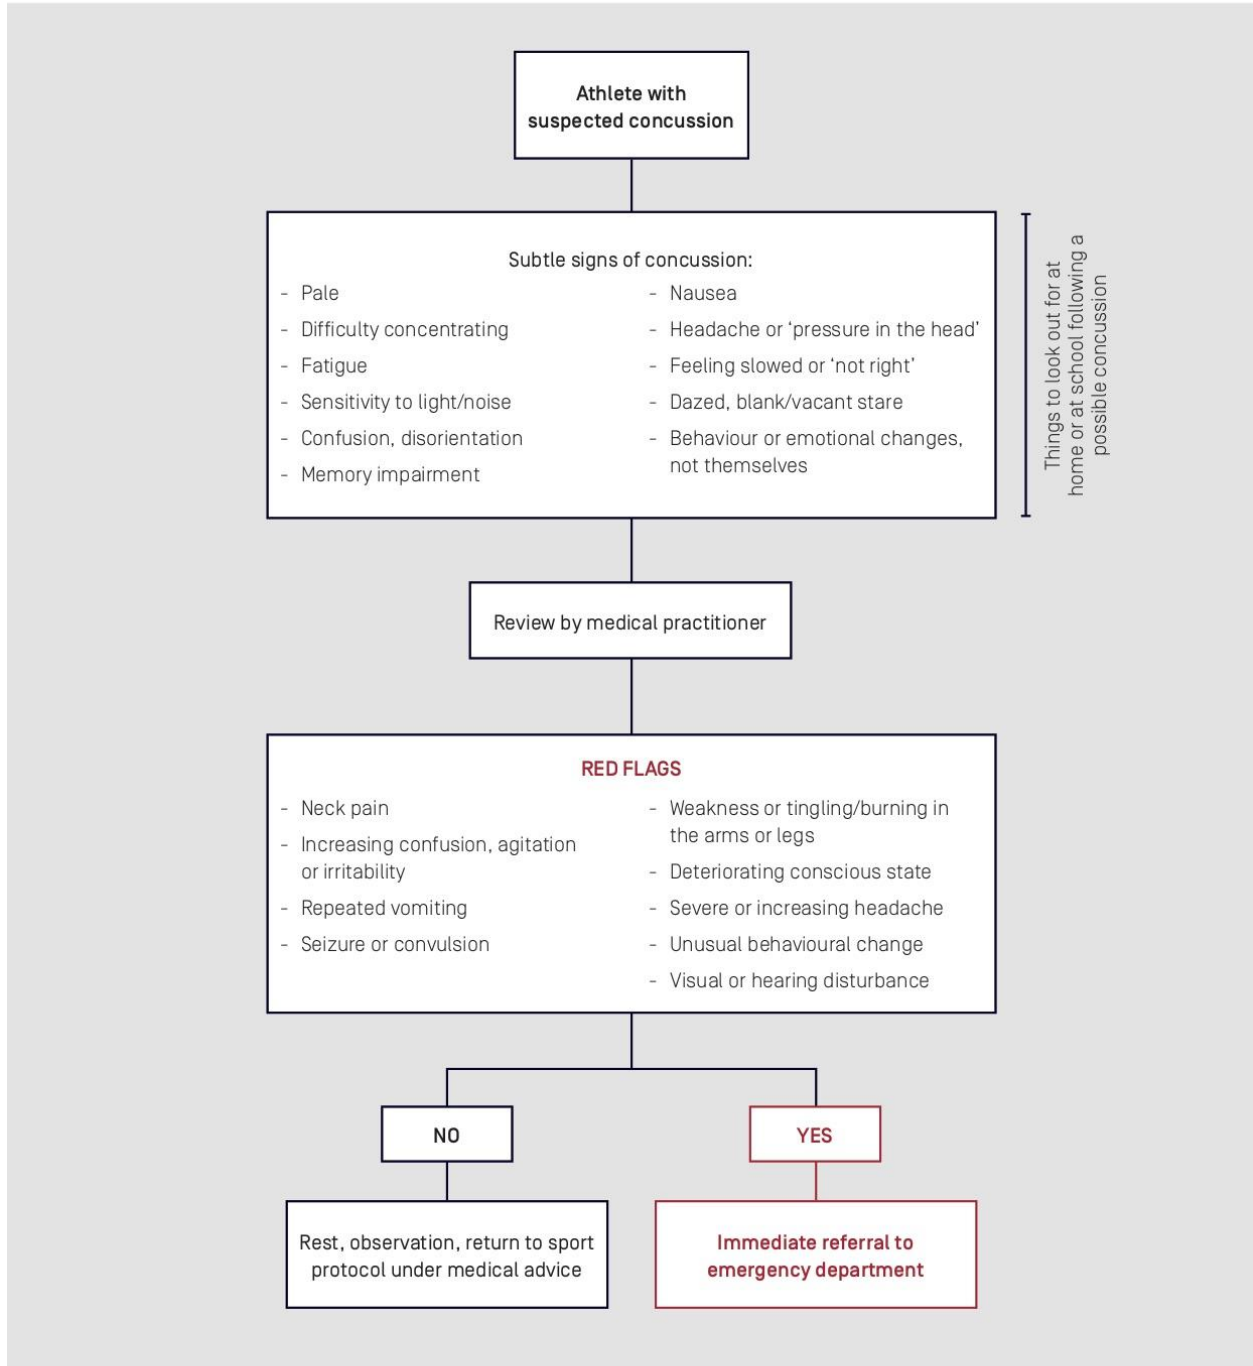 Athlete with
suspected concussion
Subtle signs of concussion:
- Pale
- Difficulty concentrating
- Fatigue
- Sensitivity to light/noise
- Confusion, disorientation
- Memory impairment
- Nausea
- Headache or ‘pressure in the head’
- Feeling slowed or ‘not right’
- Dazed, blank/vacant stare
- Behaviour or emotional changes,
not themselves
Things to look out for at
home or at school following a
possible concussion
Review by medical practitioner
RED FLAGS
- Neck pain
- Increasing confusion, agitation
or irritability
- Repeated vomiting
- Seizure or convulsion
- Weakness or tingling/burning in
the arms or legs
- Deteriorating conscious state
- Severe or increasing headache
- Unusual behavioural change
- Visual or hearing disturbance
NO
YES
Rest, observation, return to sport
protocol under medical advice
Immediate referral to
emergency department